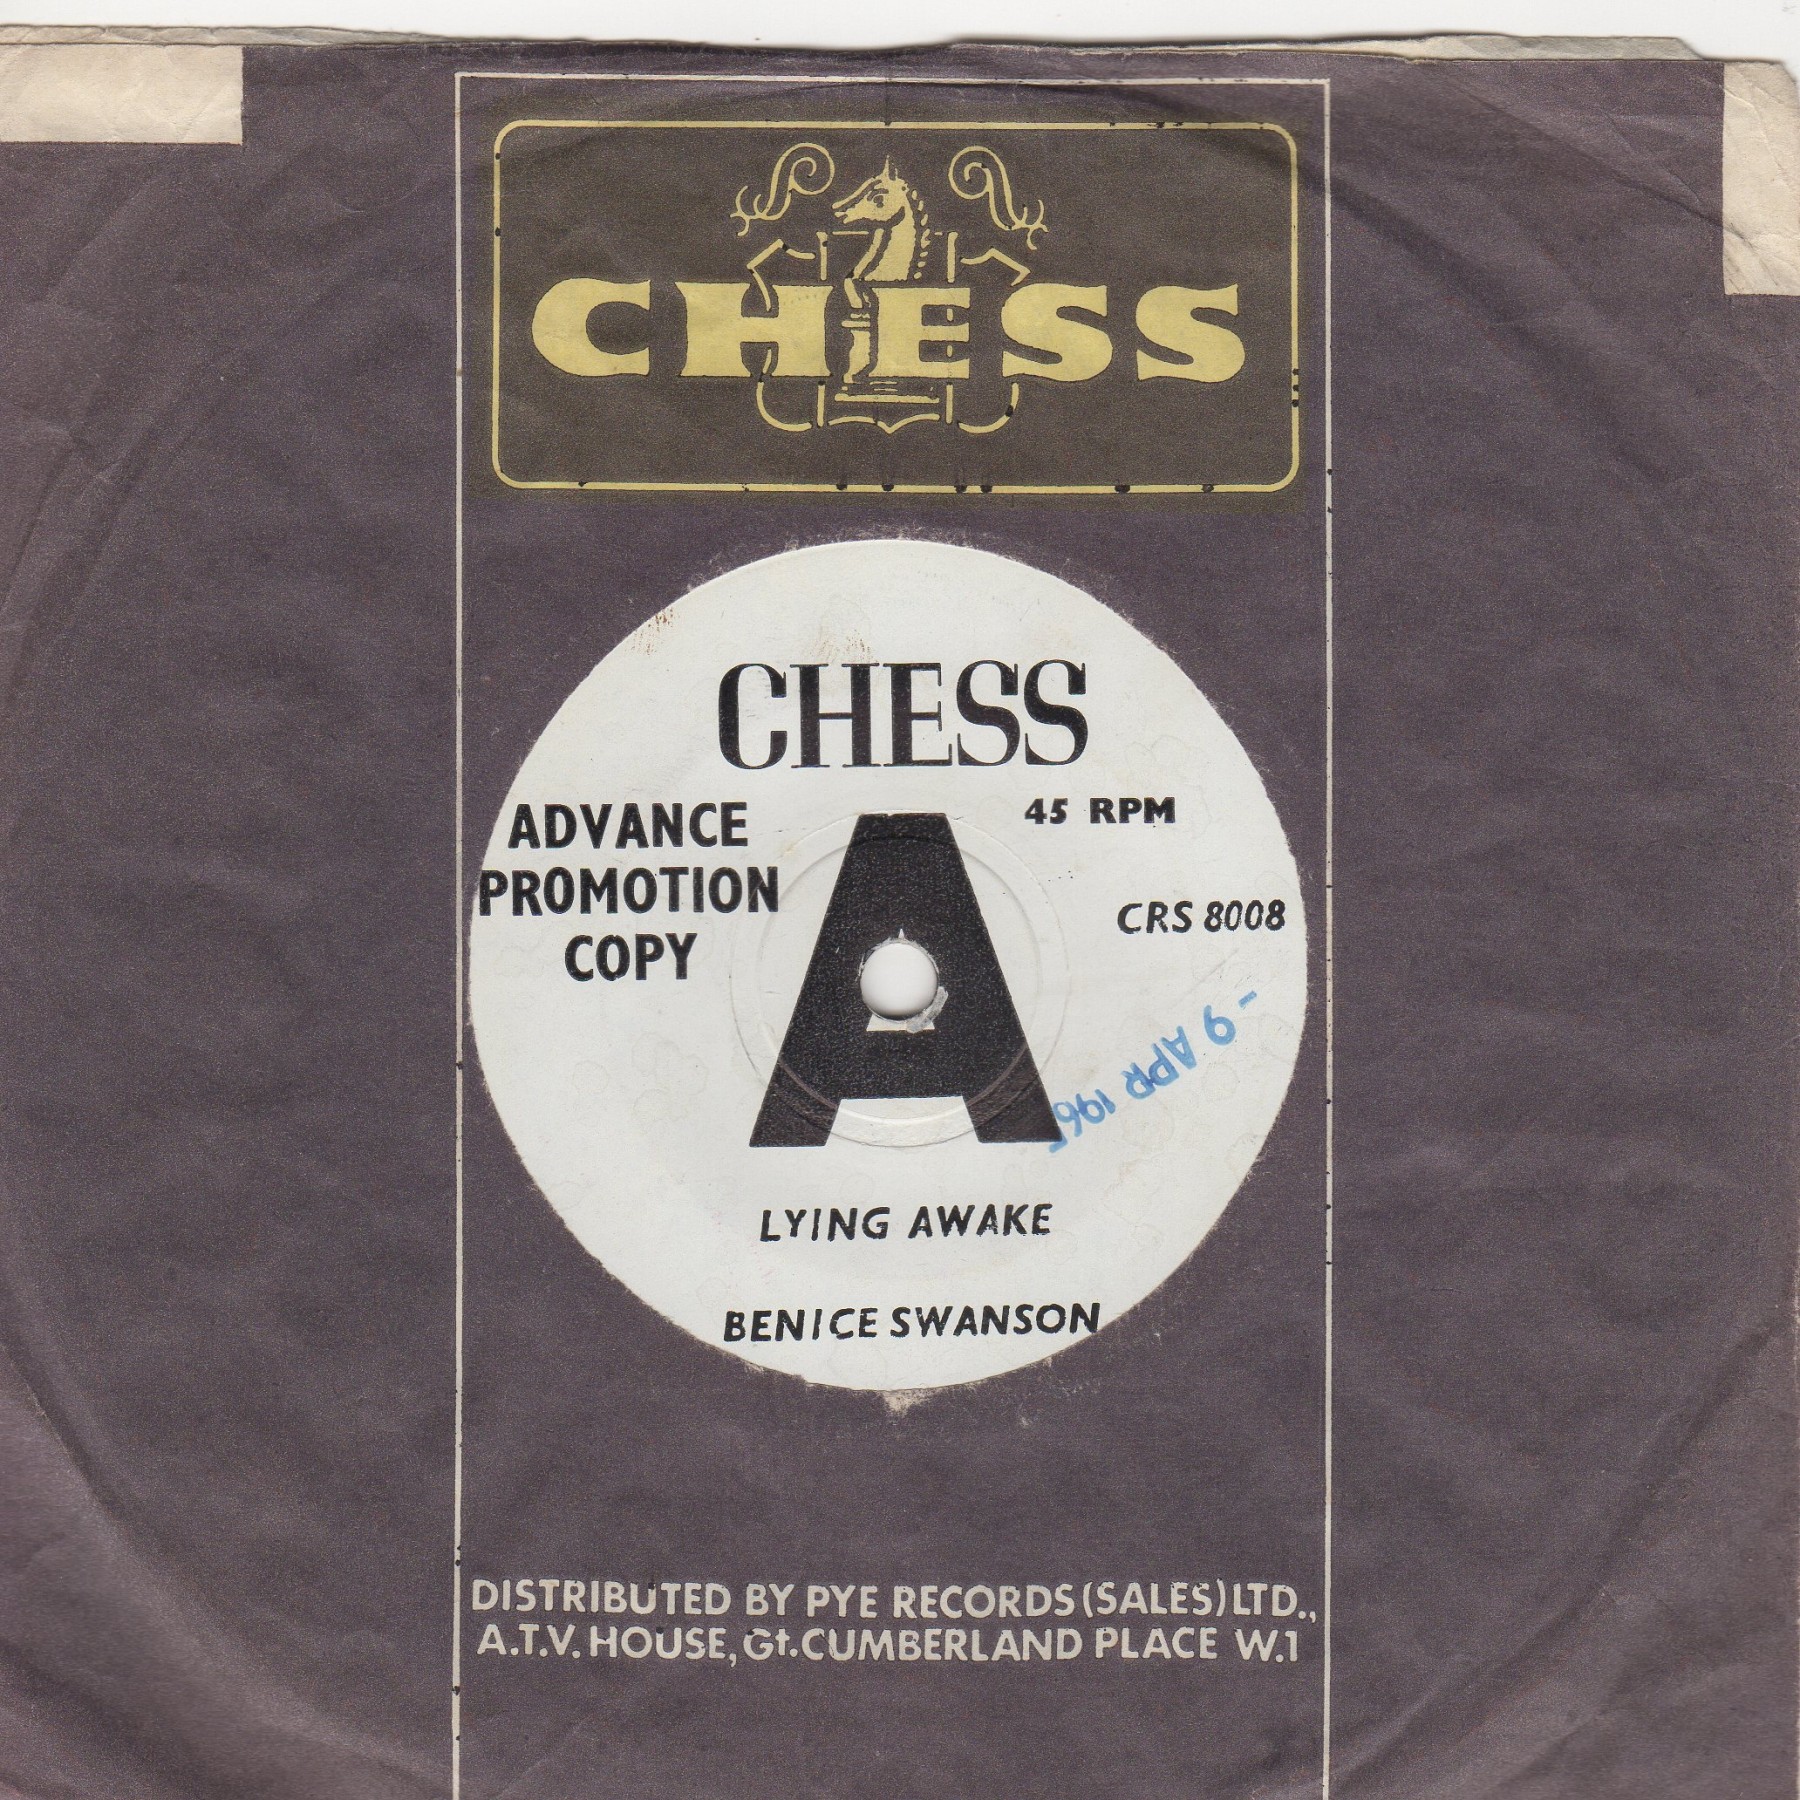 CHESS
CHESS
45 RPM
ADVANCE
PROMOTION
COPY
A
CRS 8008
- 9 APR 1965
LYING AWAKE
BENICE SWANSON
DISTRIBUTED BY PYE RECORDS (SALES) LTD.,
A.T.V. HOUSE, Gt. CUMBERLAND PLACE W.1